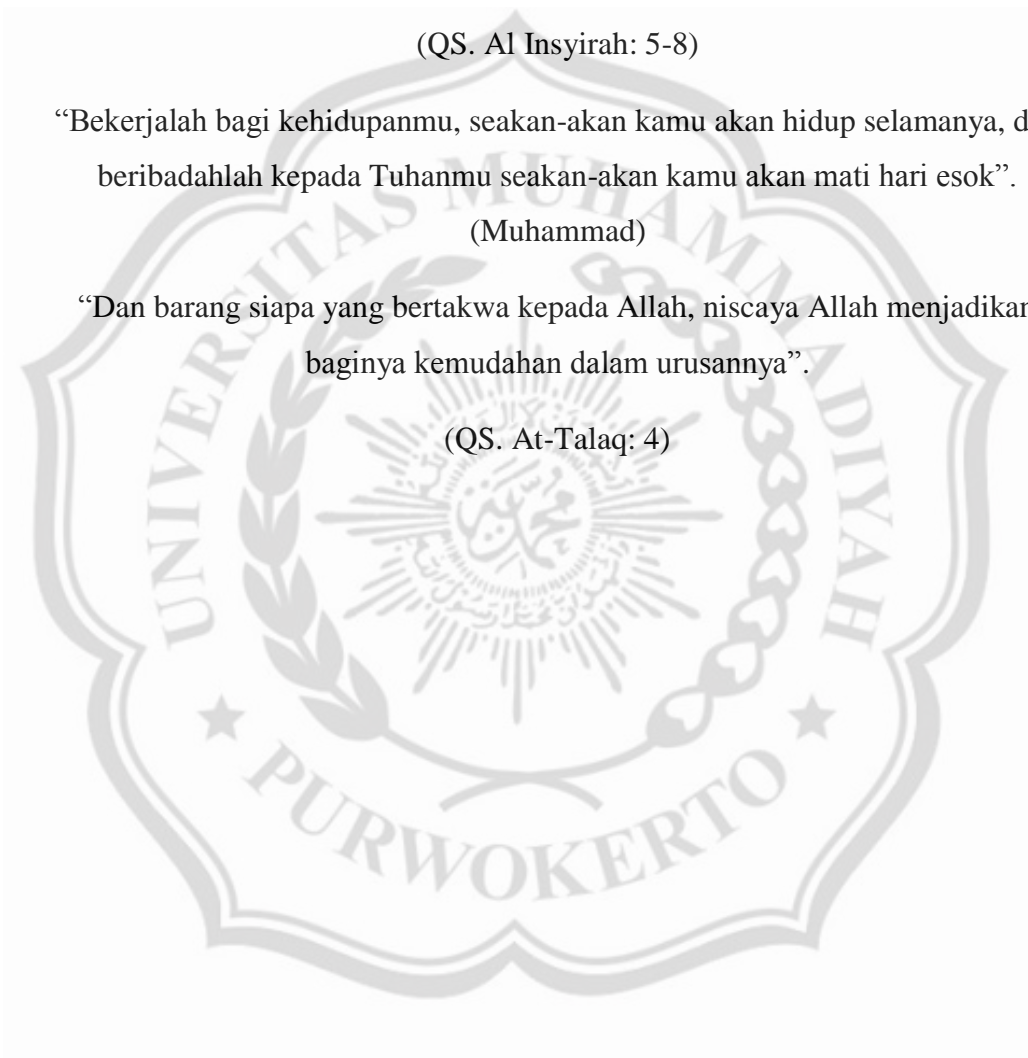 (QS. Al Insyirah: 5-8)
“Bekerjalah bagi kehidupanmu, seakan-akan kamu akan hidup selamanya, d
beribadahlah kepada Tuhanmu seakan-akan kamu akan mati hari esok”.
(Muhammad)
“Dan barang siapa yang bertakwa kepada Allah, niscaya Allah menjadikan
baginya kemudahan dalam urusannya”.
(QS. At-Talaq: 4)
UNIVERSITAS MUHAMMADIYAH
PURWOKERTO